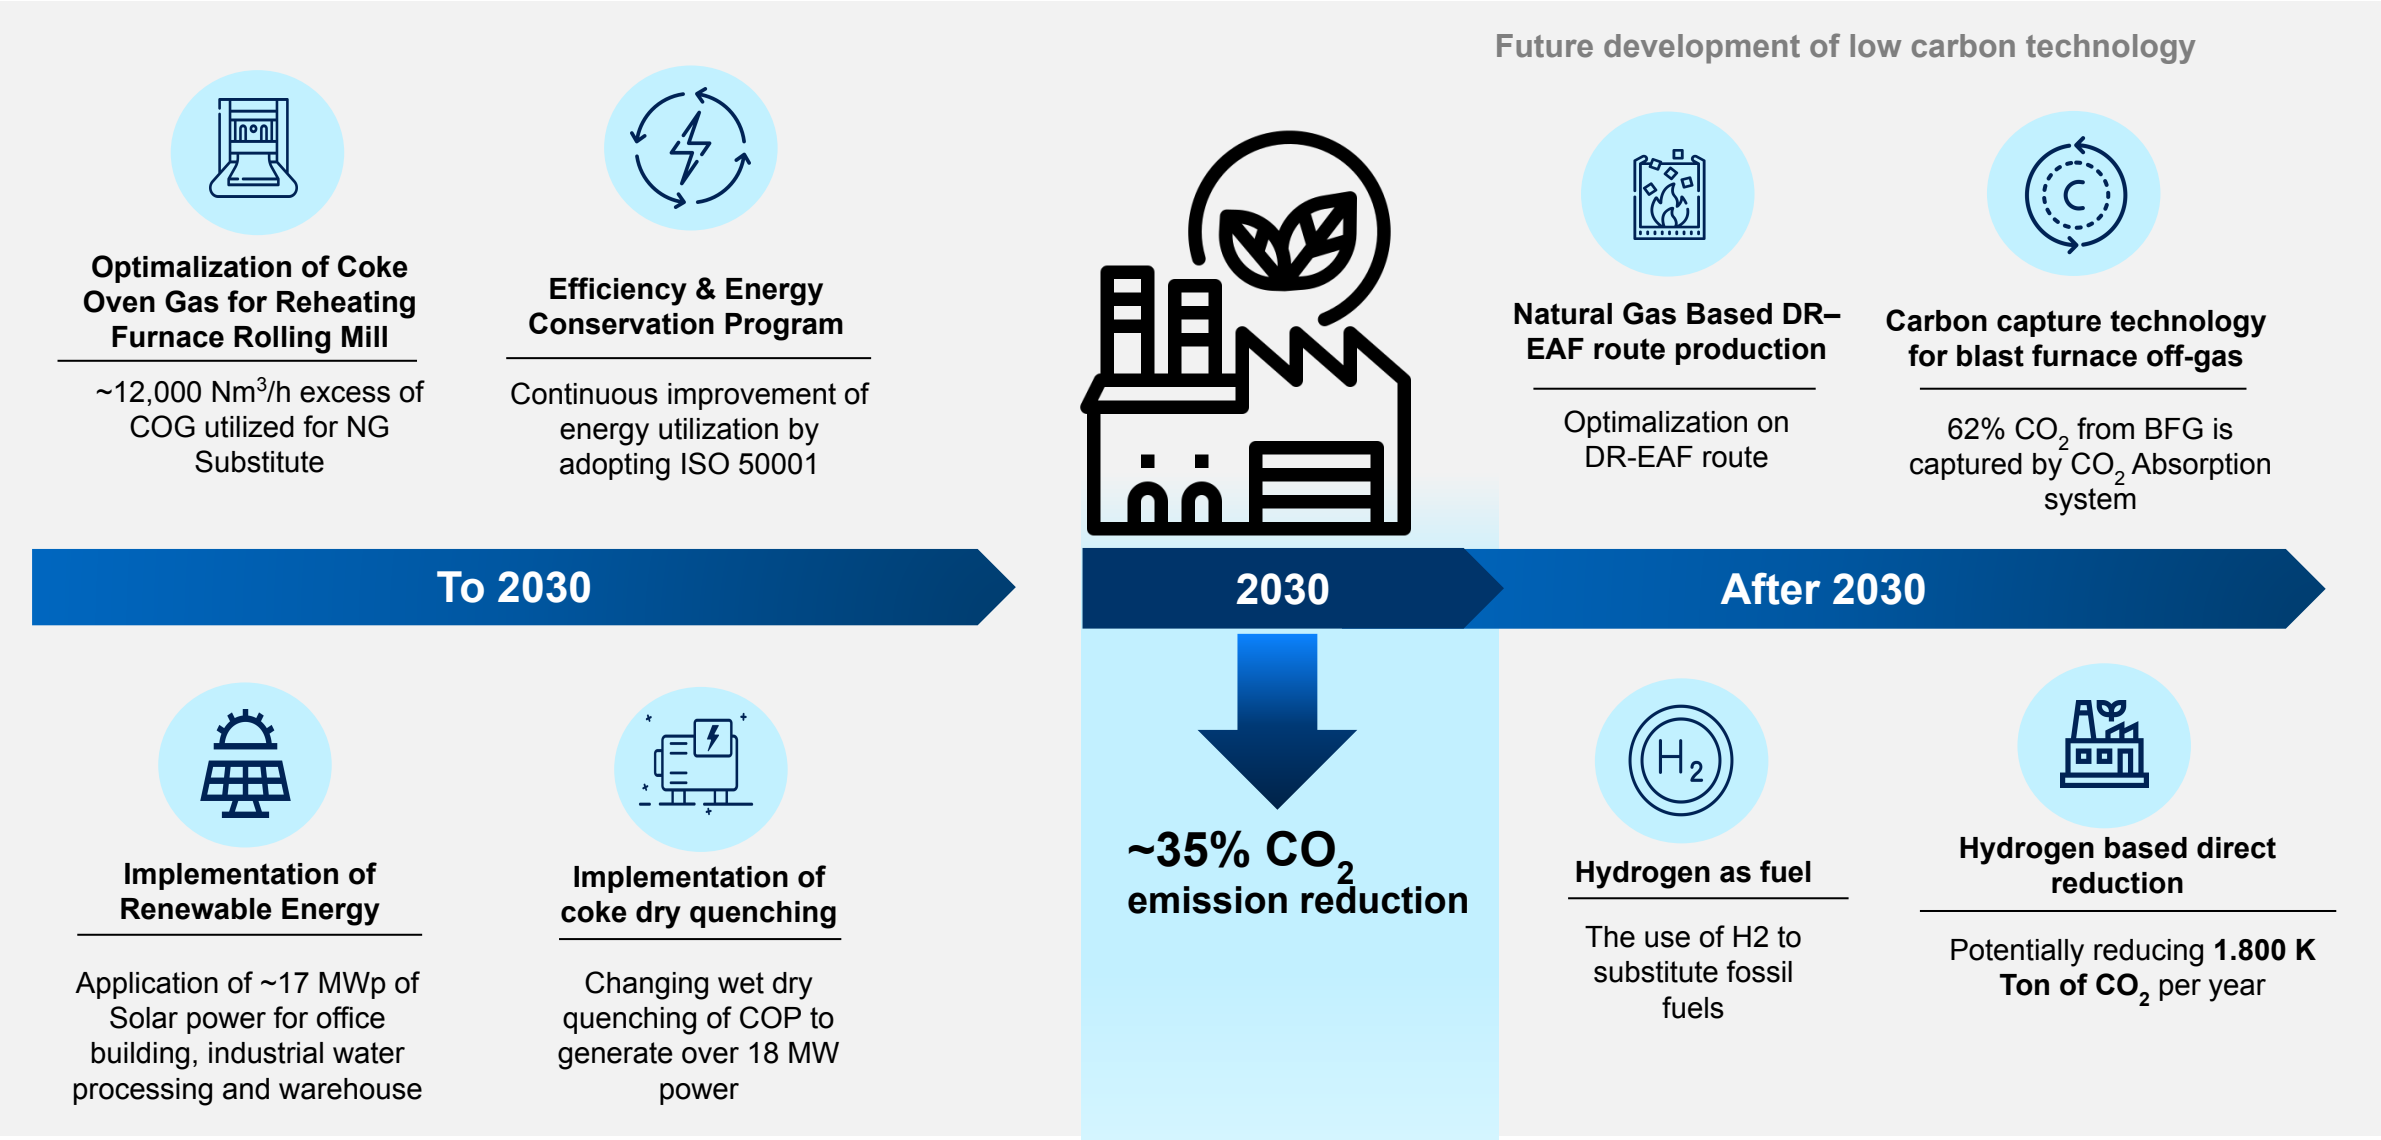 Future development of low carbon technology
Optimalization of Coke
Oven Gas for Reheating
Furnace Rolling Mill
~12,000 Nm³/h excess of
COG utilized for NG
Substitute
Efficiency & Energy
Conservation Program
Continuous improvement of
energy utilization by
adopting ISO 50001
Natural Gas Based DR–
EAF route production
Optimalization on
DR-EAF route
Carbon capture technology
for blast furnace off-gas
62% CO₂ from BFG is
captured by CO₂ Absorption
system
C
To 2030
2030
After 2030
Implementation of
Renewable Energy
Application of ~17 MWp of
Solar power for office
building, industrial water
processing and warehouse
Implementation of
coke dry quenching
Changing wet dry
quenching of COP to
generate over 18 MW
power
~35% CO₂
emission reduction
H₂
Hydrogen as fuel
The use of H2 to
substitute fossil
fuels
Hydrogen based direct
reduction
Potentially reducing 1.800 K
Ton of CO₂ per year